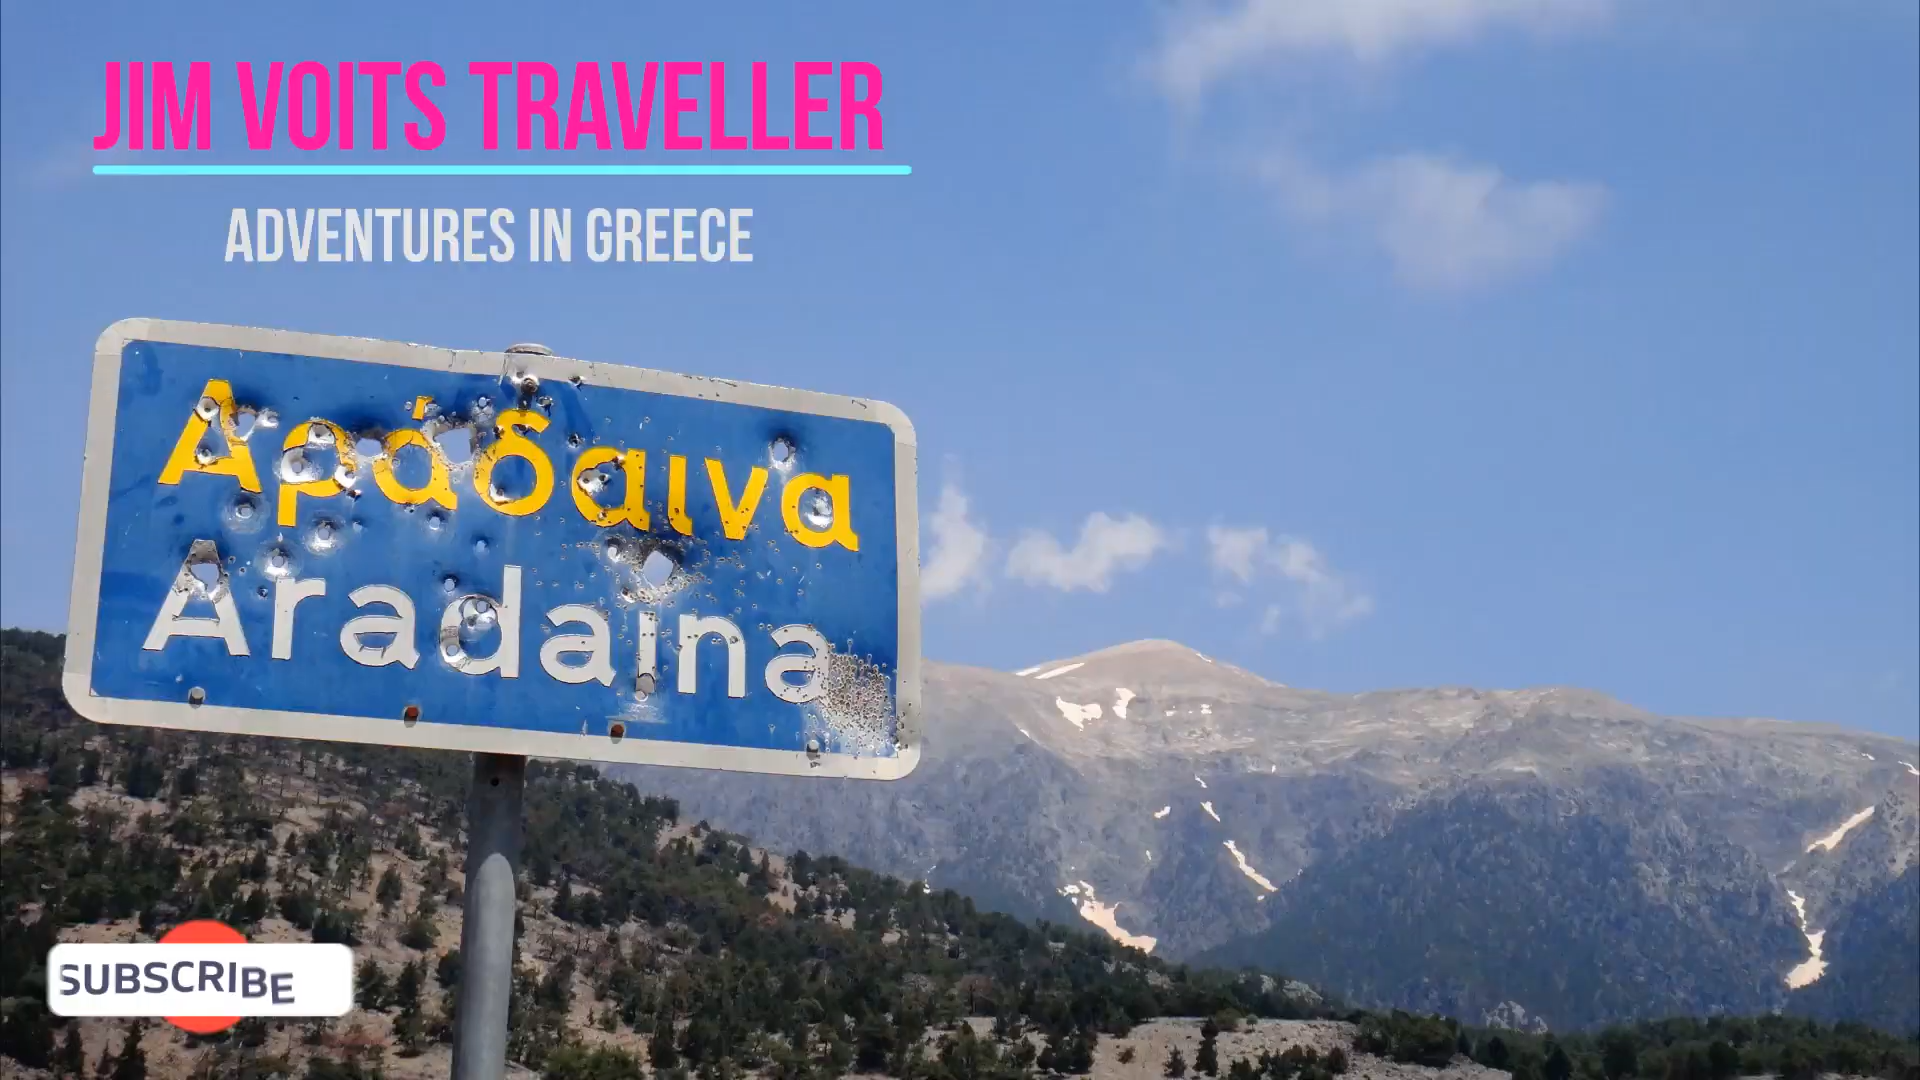 JIM VOITS TRAVELLER
ADVENTURES IN GREECE
Αράδαινα
Aradaina
SUBSCRIBE